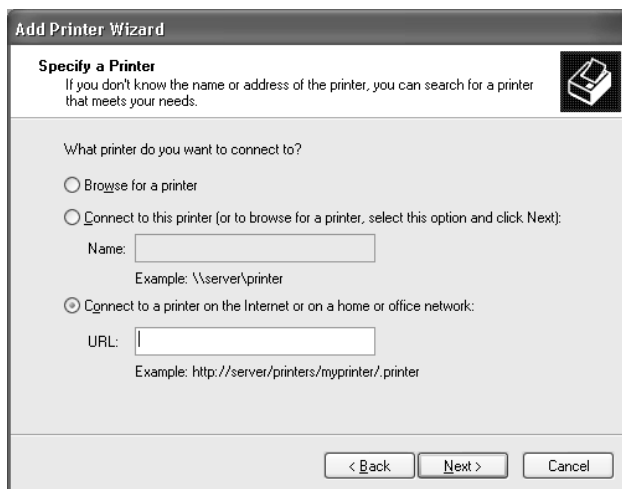 Add Printer Wizard
Specify a Printer
If you don't know the name or address of the printer, you can search for a printer
that meets your needs.
What printer do you want to connect to?
Browse for a printer
Connect to this printer (or to browse for a printer, select this option and click Next):
Name:
Example: \\server\printer
Connect to a printer on the Internet or on a home or office network:
URL:
Example: http://server/printers/myprinter/.printer
< Back Next > Cancel